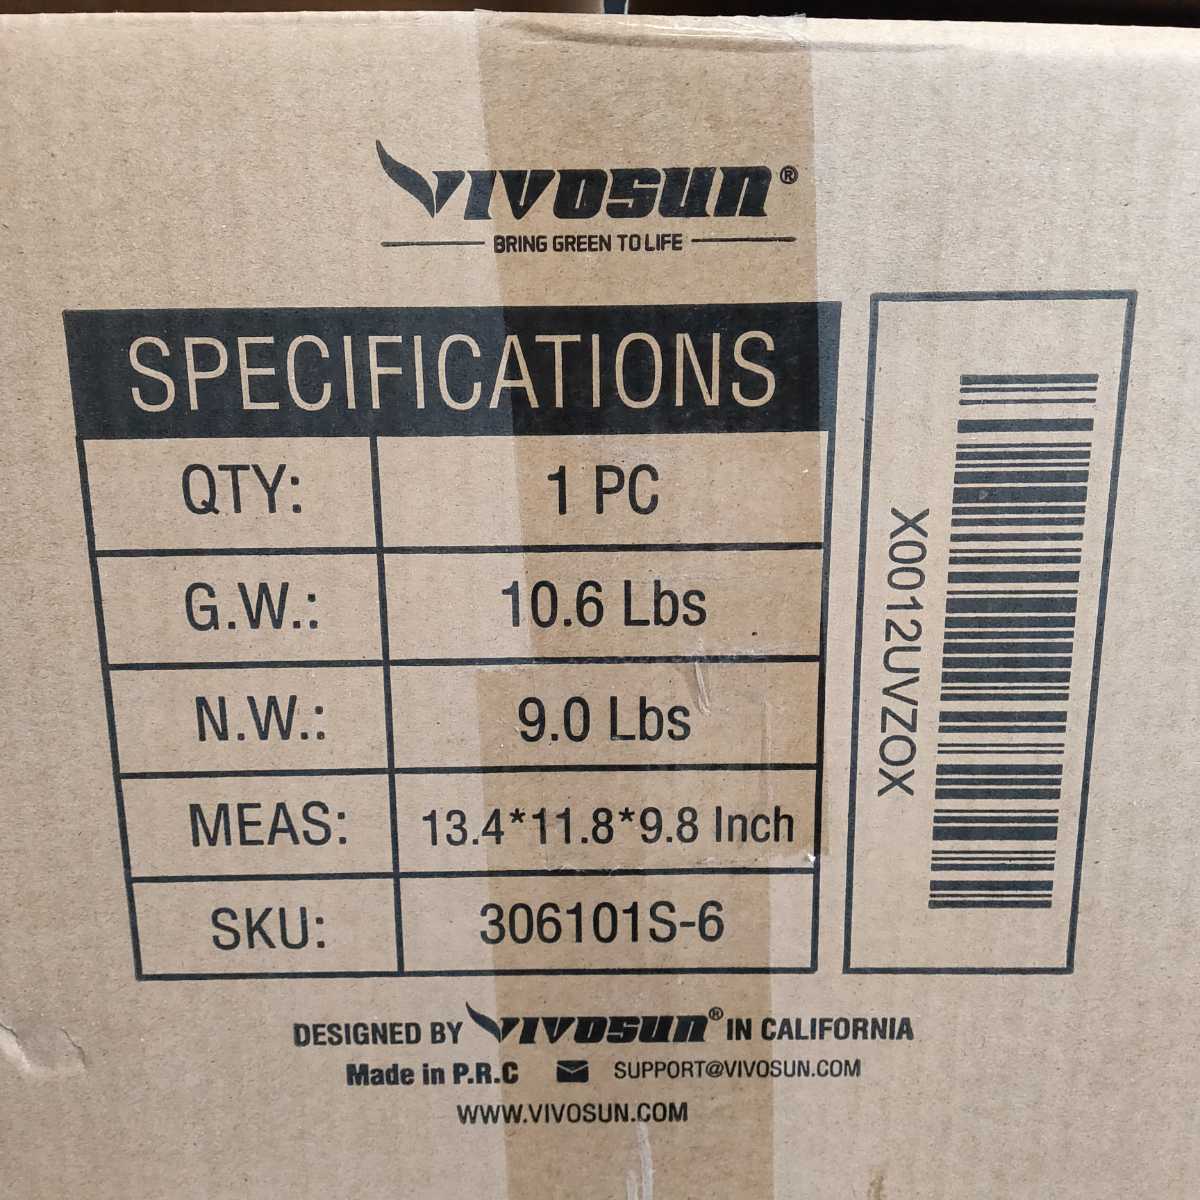 VIVOSUN®
BRING GREEN TO LIFE
SPECIFICATIONS
QTY: 1 PC
G.W.: 10.6 Lbs
N.W.: 9.0 Lbs
MEAS: 13.4*11.8*9.8 Inch
SKU: 306101S-6
X0012UVZOX
DESIGNED BY VIVOSUN® IN CALIFORNIA
Made in P.R.C SUPPORT@VIVOSUN.COM
WWW.VIVOSUN.COM